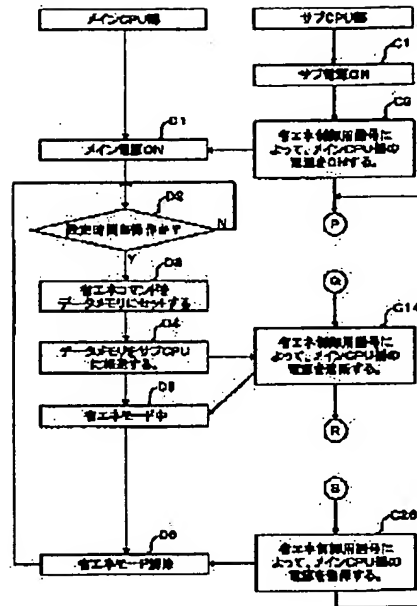 メインCPU部
サブCPU部
C1
サブ電源ON
C2
D1
メイン電源ON
省エネ制御用信号に
よって、メインCPU部の
電源をONする。
D2
設定時間無操作か？
N
P
Y
D3
省エネコマンドを
データメモリにセットする
Q
D4
C14
データメモリをサブCPU
に転送する。
省エネ制御用信号に
よって、メインCPU部の
電源を遮断する。
D5
省エネモード中
R
S
D6
C26
省エネモード解除
省エネ制御用信号に
よって、メインCPU部の
電源を復帰する。